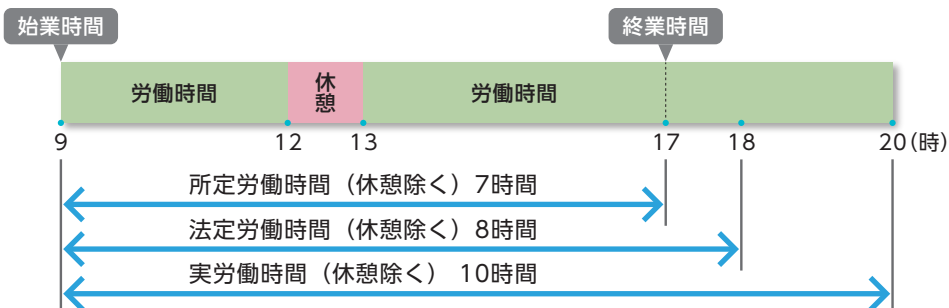 始業時間 終業時間
労働時間 休憩 労働時間
9 12 13 17 18 20(時)
所定労働時間（休憩除く）7時間
法定労働時間（休憩除く）8時間
実労働時間（休憩除く） 10時間